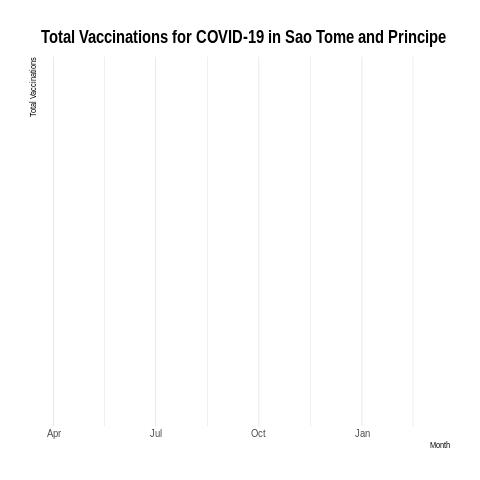 Total Vaccinations for COVID-19 in Sao Tome and Principe
Total Vaccinations
Apr Jul Oct Jan
Month